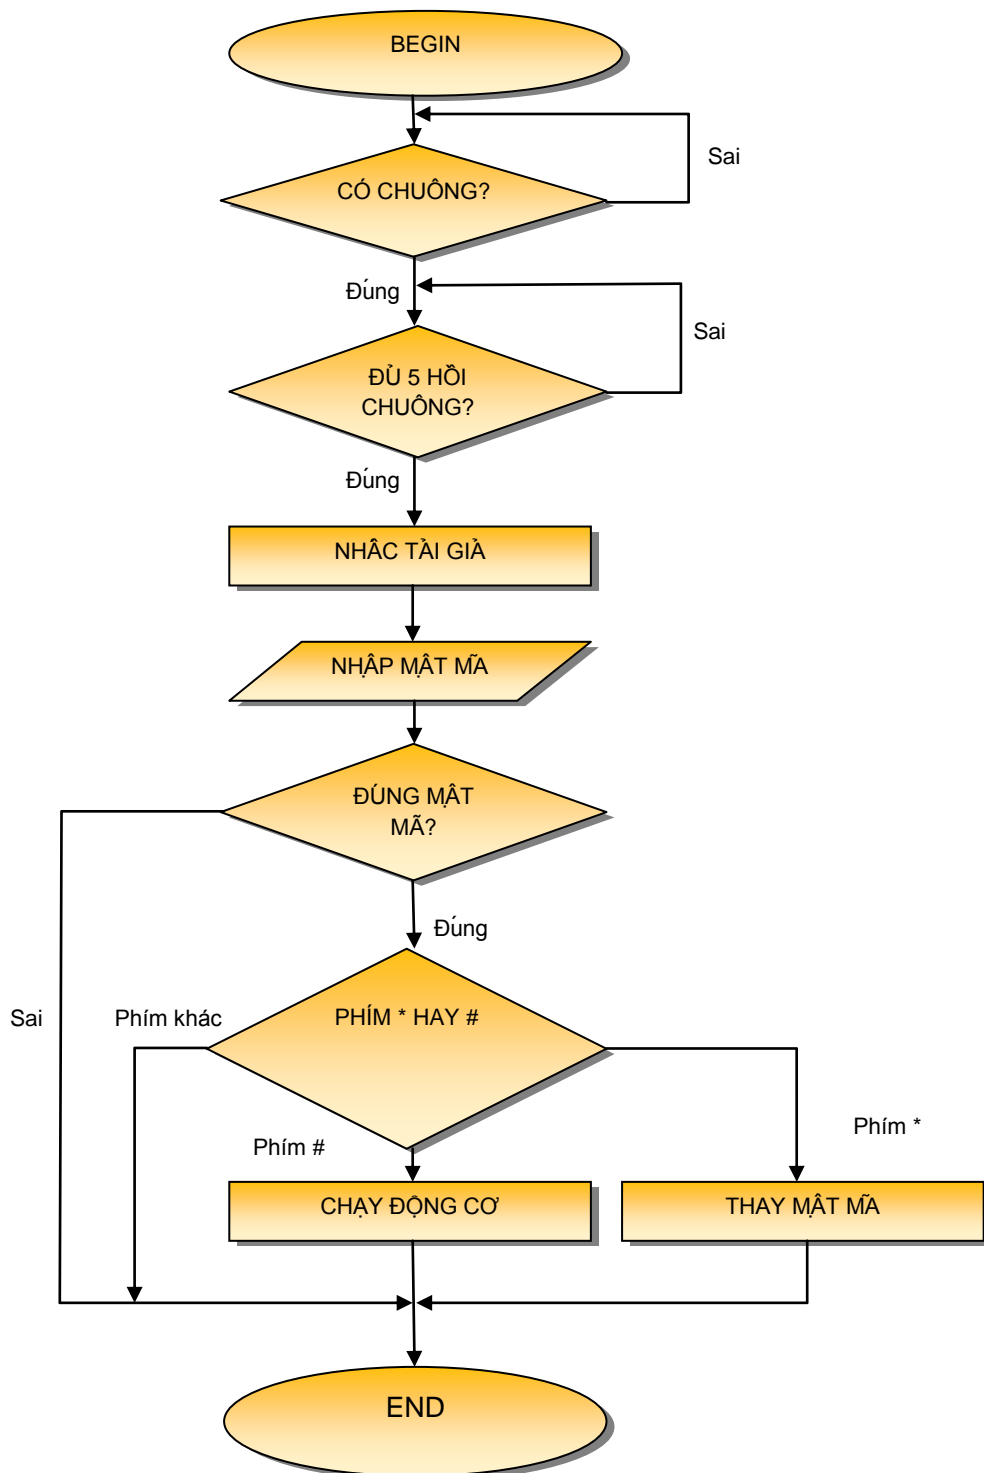 BEGIN
Sai
CÓ CHUÔNG?
Đúng
Sai
ĐỦ 5 HỒI
CHUÔNG?
Đúng
NHẤC TẢI GIẢ
NHẬP MẬT MÃ
ĐÚNG MẬT
MÃ?
Đúng
Sai
Phím khác
PHÍM * HAY #
Phím *
Phím #
CHẠY ĐỘNG CƠ
THAY MẬT MÃ
END